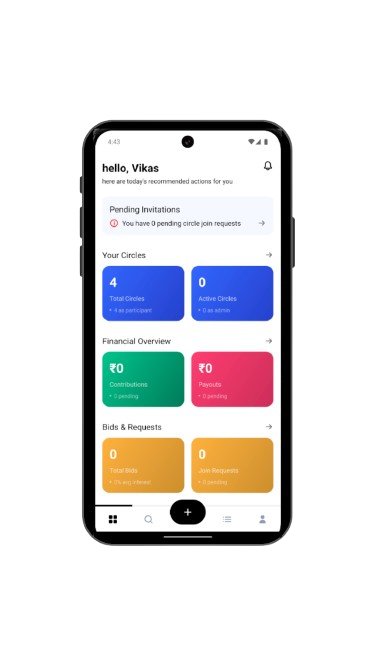 4:43
hello, Vikas
here are today's recommended actions for you
Pending Invitations
You have 0 pending circle join requests
Your Circles
4
Total Circles
• 4 as participant
0
Active Circles
• 0 as admin
Financial Overview
₹0
Contributions
• 0 pending
₹0
Payouts
• 0 pending
Bids & Requests
0
Total Bids
• 0% avg interest
0
Join Requests
• 0 pending